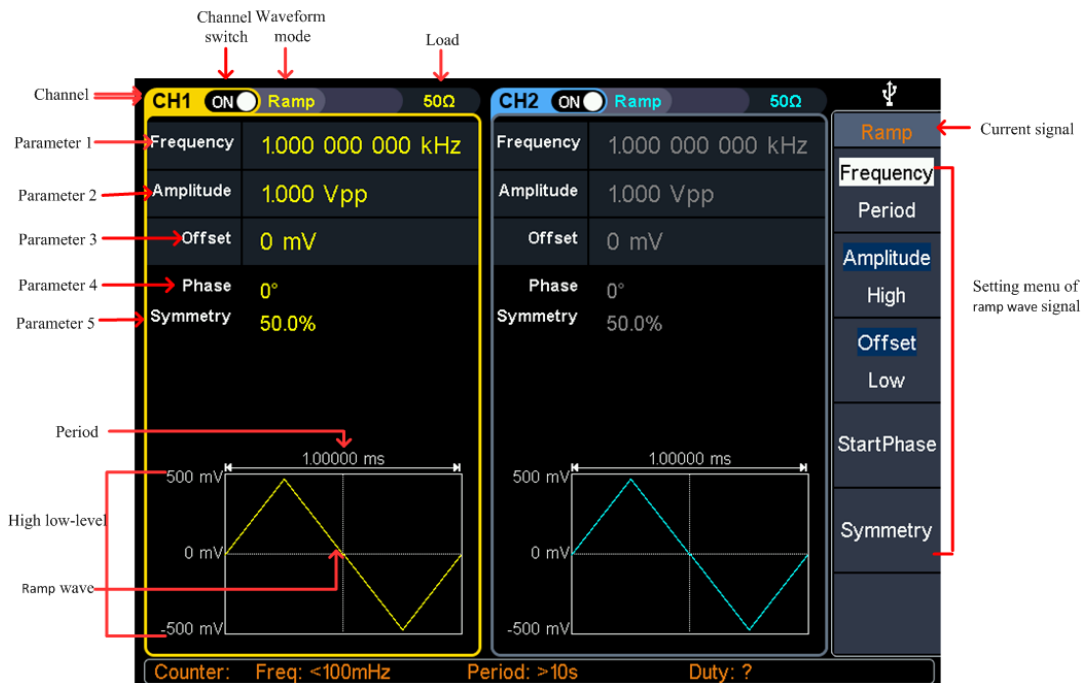 Channel Waveform
switch mode
Load
Channel
Parameter 1
Parameter 2
Parameter 3
Parameter 4
Parameter 5
Period
High low-level
Ramp wave
CH1 ON Ramp 50Ω
Frequency 1.000 000 000 kHz
Amplitude 1.000 Vpp
Offset 0 mV
Phase 0°
Symmetry 50.0%
1.00000 ms
500 mV
0 mV
-500 mV
CH2 ON Ramp 50Ω
Frequency 1.000 000 000 kHz
Amplitude 1.000 Vpp
Offset 0 mV
Phase 0°
Symmetry 50.0%
1.00000 ms
500 mV
0 mV
-500 mV
Ramp
Frequency
Period
Amplitude
High
Offset
Low
StartPhase
Symmetry
Current signal
Setting menu of
ramp wave signal
Counter: Freq: <100mHz Period: >10s Duty: ?